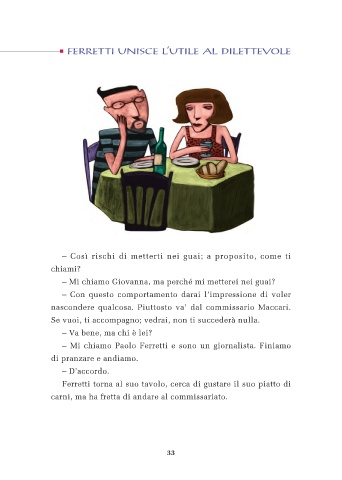 FERRETTI UNISCE L'UTILE AL DILETTEVOLE
– Così rischi di metterti nei guai; a proposito, come ti
chiami?
– Mi chiamo Giovanna, ma perché mi metterei nei guai?
– Con questo comportamento darai l'impressione di voler
nascondere qualcosa. Piuttosto va' dal commissario Maccari.
Se vuoi, ti accompagno; vedrai, non ti succederà nulla.
– Va bene, ma chi è lei?
– Mi chiamo Paolo Ferretti e sono un giornalista. Finiamo
di pranzare e andiamo.
– D'accordo.
Ferretti torna al suo tavolo, cerca di gustare il suo piatto di
carni, ma ha fretta di andare al commissariato.
33